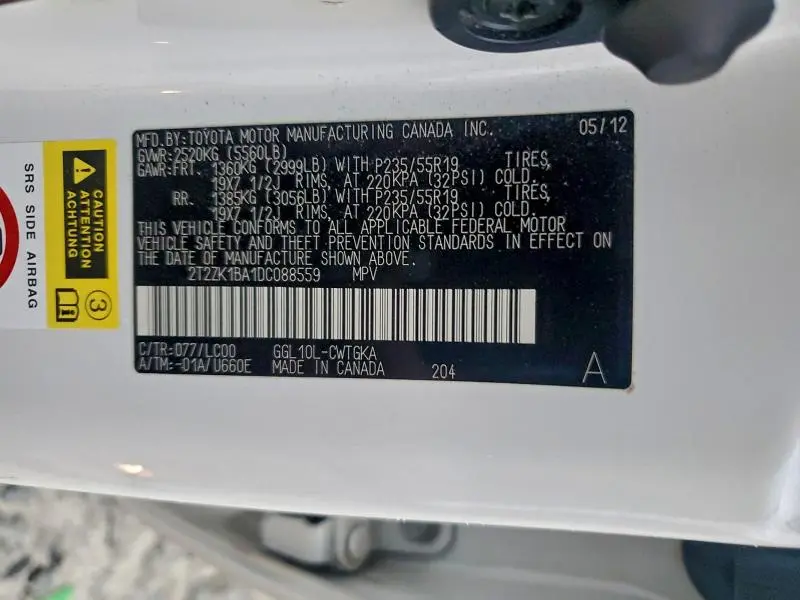 MFD.BY:TOYOTA MOTOR MANUFACTURING CANADA INC. 05/12
GVWR:2520KG (5560LB)
GAWR:FRT. 1360KG (2999LB) WITH P235/55R19 TIRES,
19X7 1/2J RIMS, AT 220KPA (32PSI) COLD.
RR. 1385KG (3056LB) WITH P235/55R19 TIRES,
19X7 1/2J RIMS, AT 220KPA (32PSI) COLD.
THIS VEHICLE CONFORMS TO ALL APPLICABLE FEDERAL MOTOR
VEHICLE SAFETY AND THEFT PREVENTION STANDARDS IN EFFECT ON
THE DATE OF MANUFACTURE SHOWN ABOVE.
2T2ZK1BA1DC088559 MPV
C/TR:077/LC00 GGL10L-CWTGKA
A/TM:-01A/U660E MADE IN CANADA 204 A
CAUTION
ATTENTION
ACHTUNG
3
SRS SIDE AIRBAG